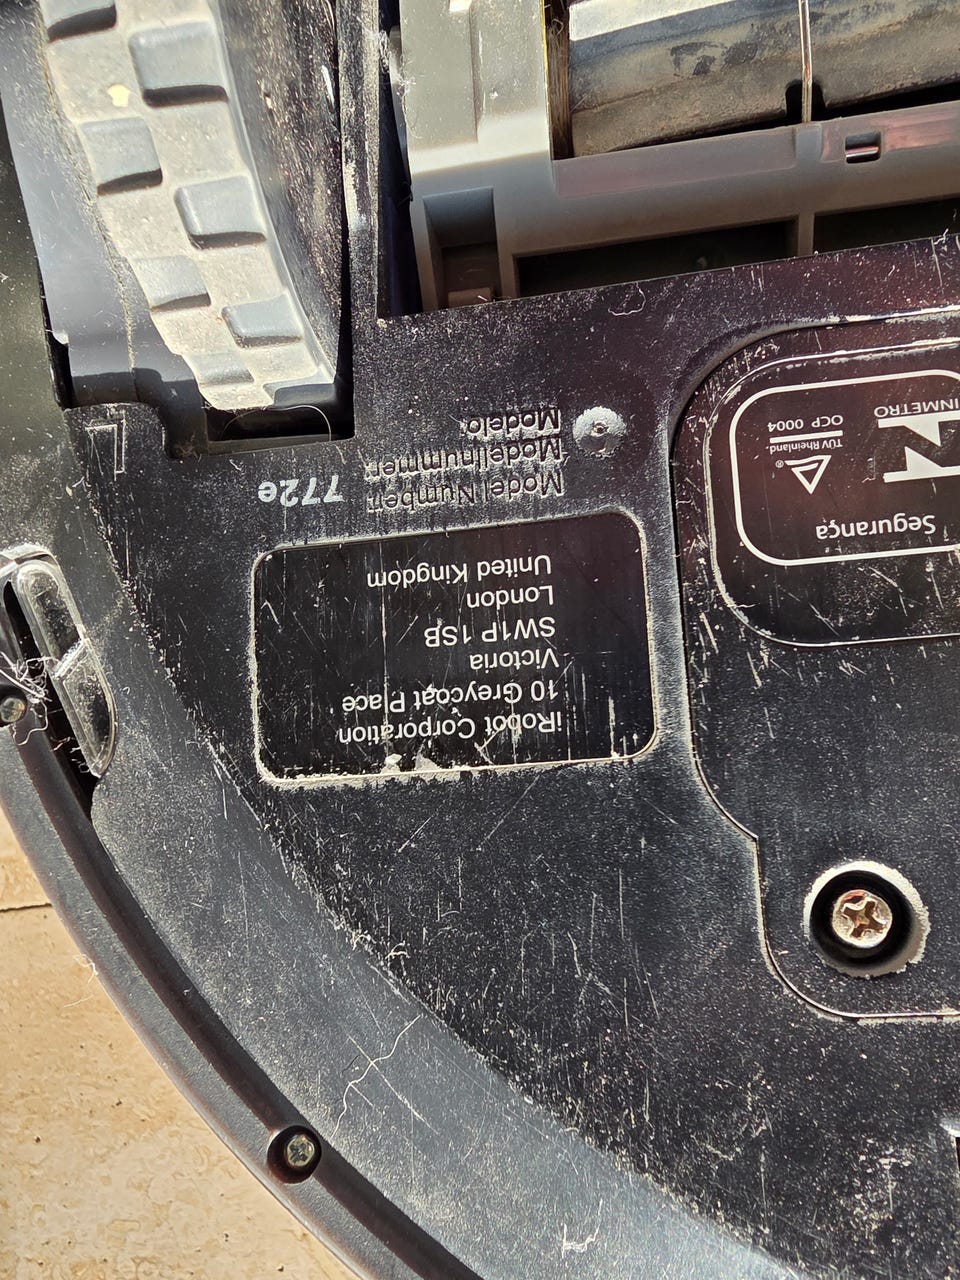 INMETRO
OCP 0004
TÜV Rheinland®
Segurança
Model Number: 772e
Modellnummer:
Modelo:
iRobot Corporation
10 Greycoat Place
Victoria
SW1P 1SB
London
United Kingdom